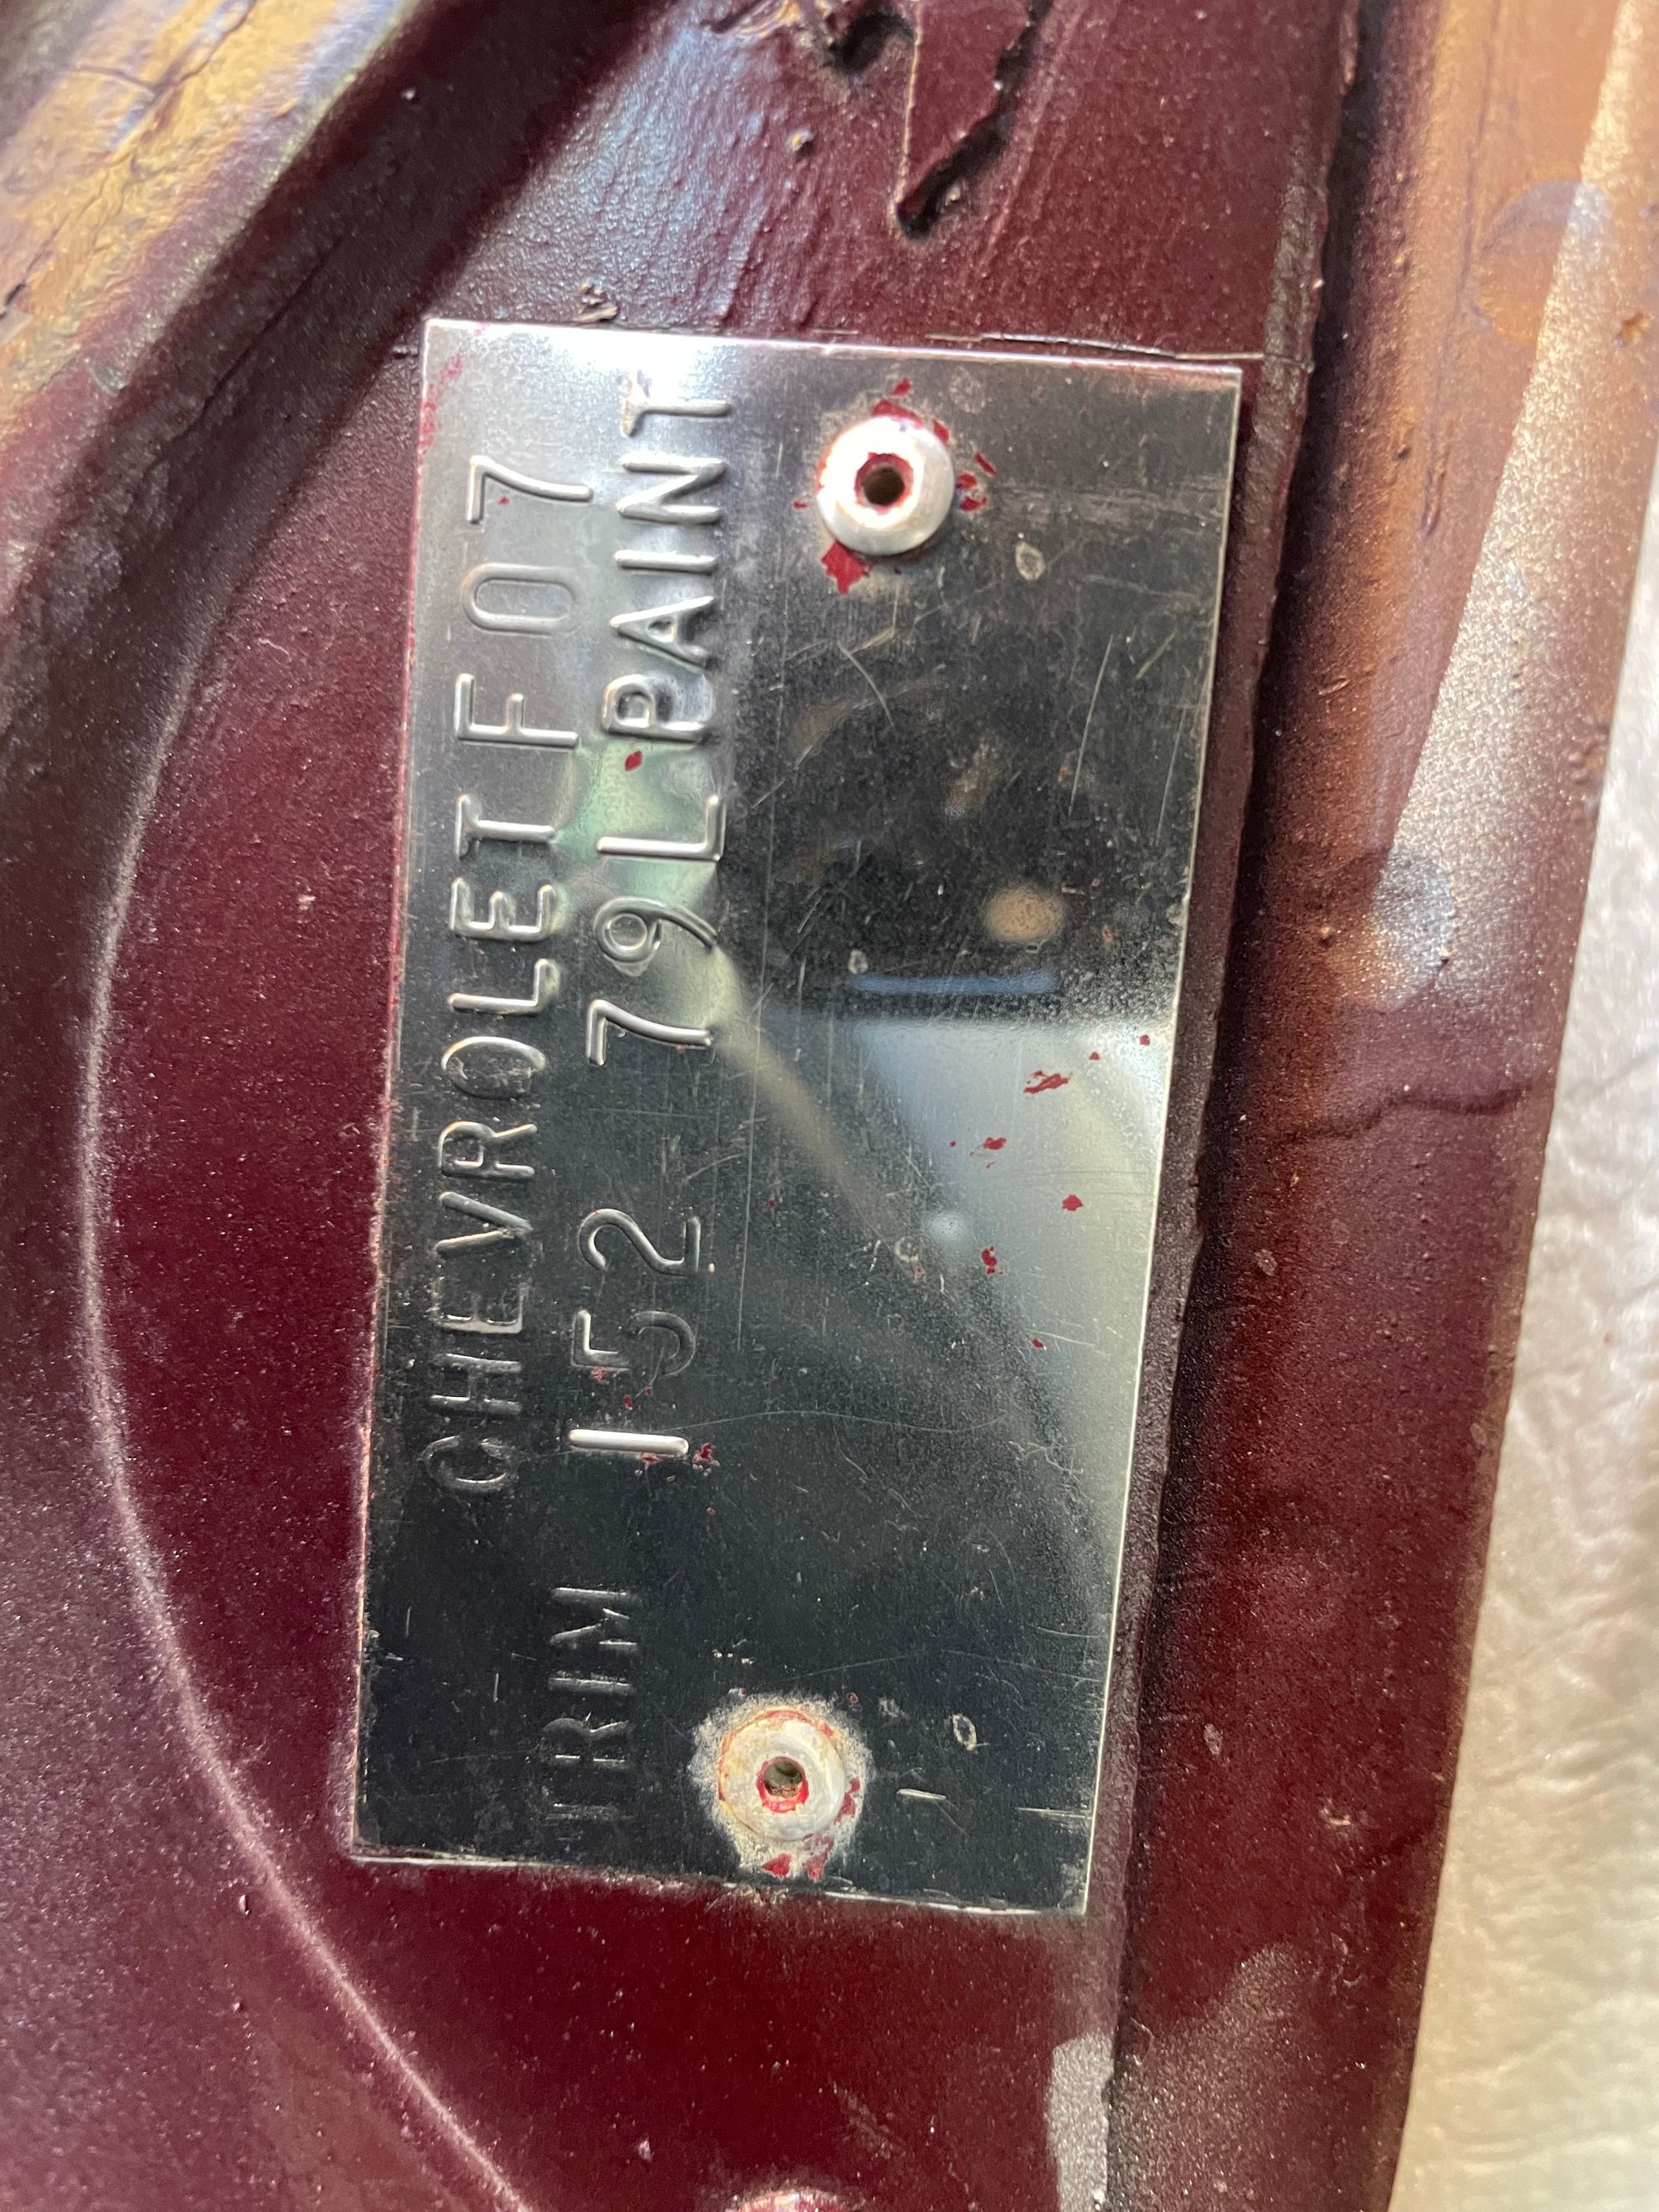 CHEVROLET F07
TRIM 152 79L PAINT